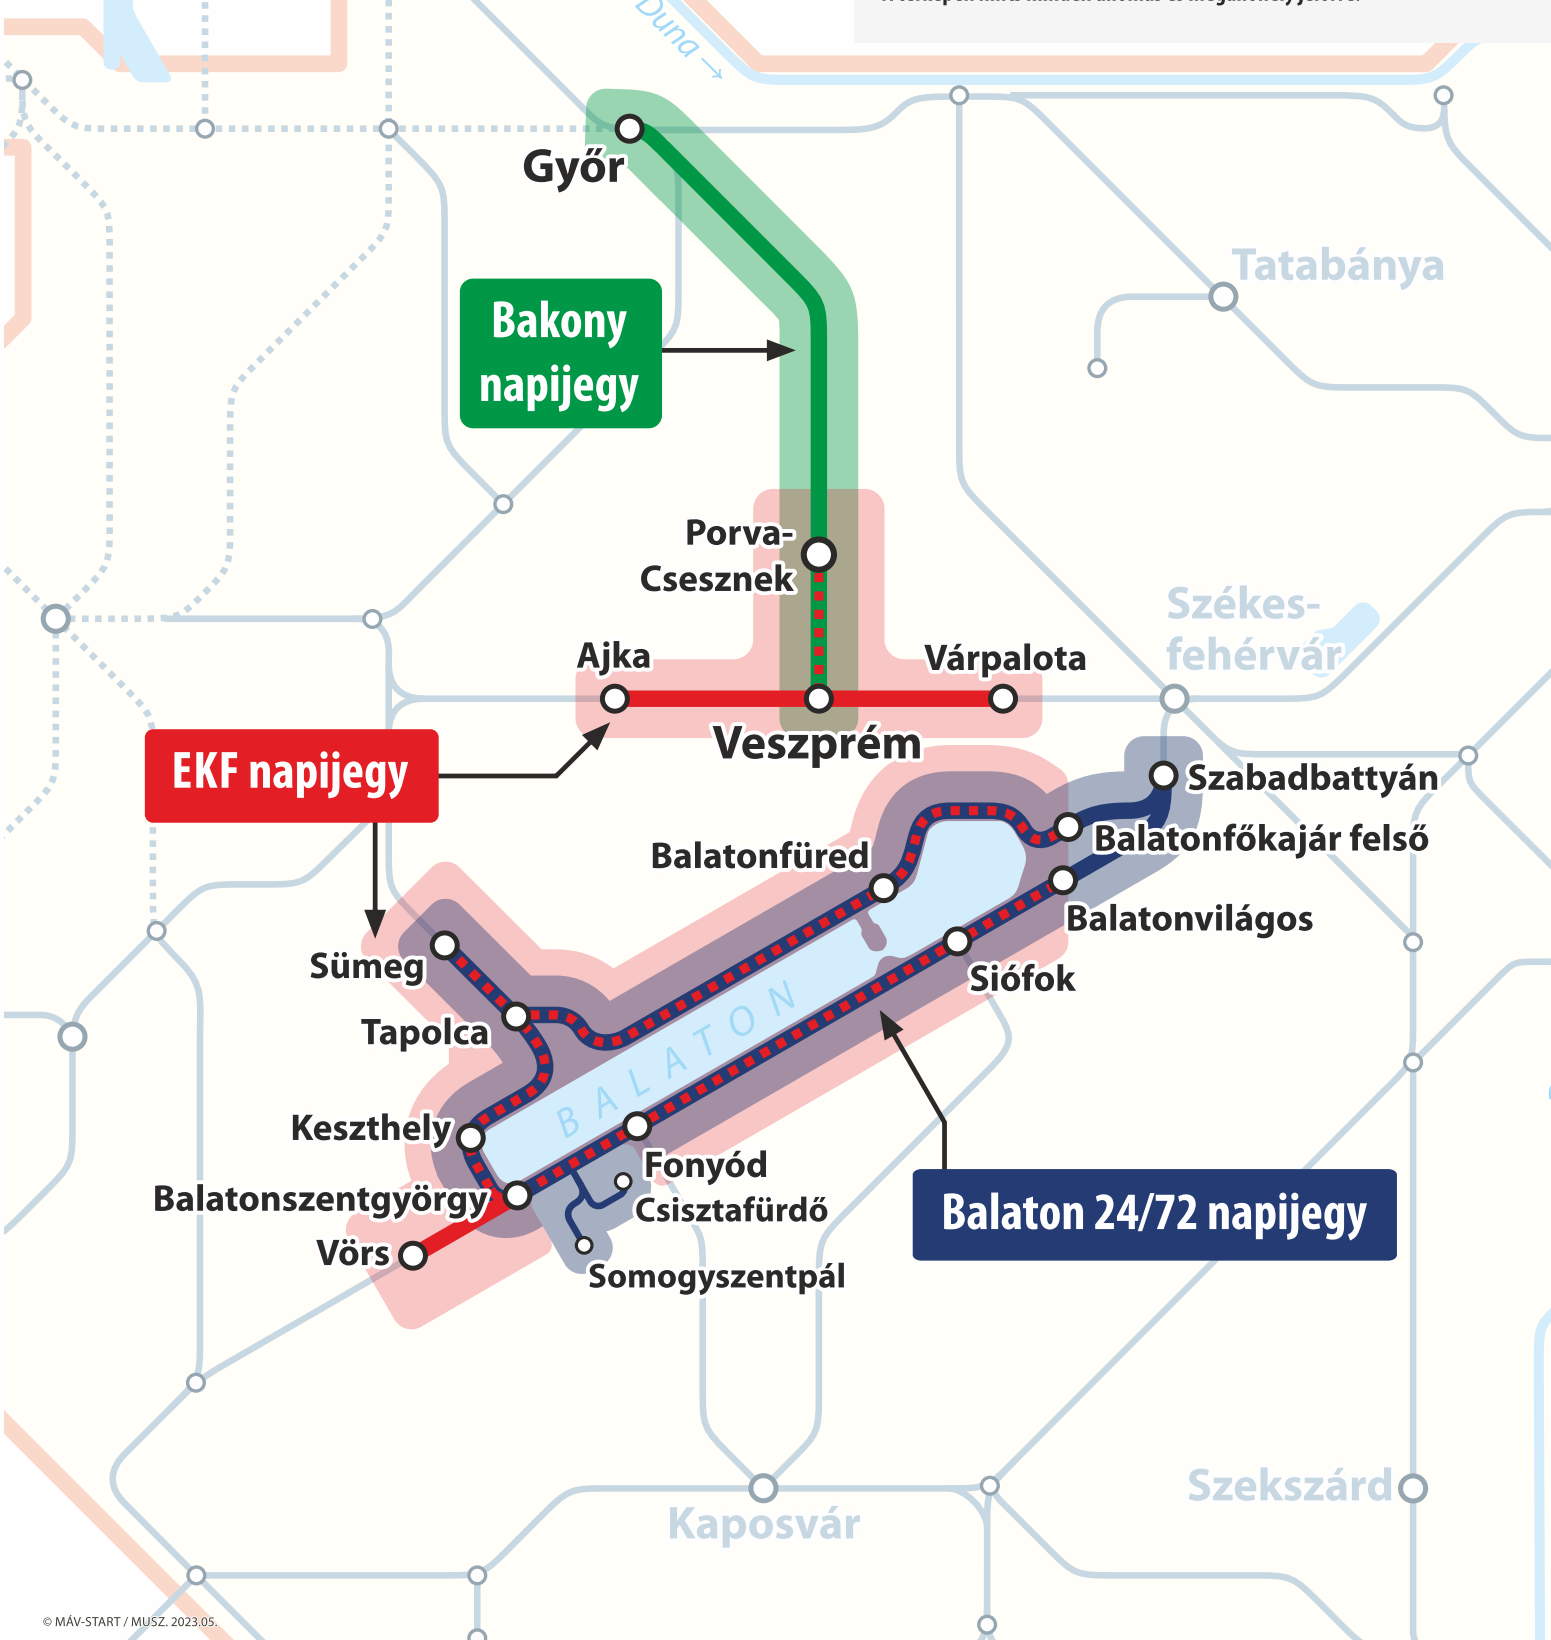 Duna →
Győr
Tatabánya
Bakony
napijegy
Porva-
Csesznek
Székes-
fehérvár
Ajka
Várpalota
Veszprém
EKF napijegy
Szabadbattyán
Balatonfőkajár felső
Balatonfüred
Balatonvilágos
Sümeg
Siófok
Tapolca
BALATON
Keszthely
Fonyód
Balatonszentgyörgy
Csisztafürdő
Balaton 24/72 napijegy
Vörs
Somogyszentpál
Szekszárd
Kaposvár
© MÁV-START / MUSZ. 2023.05.